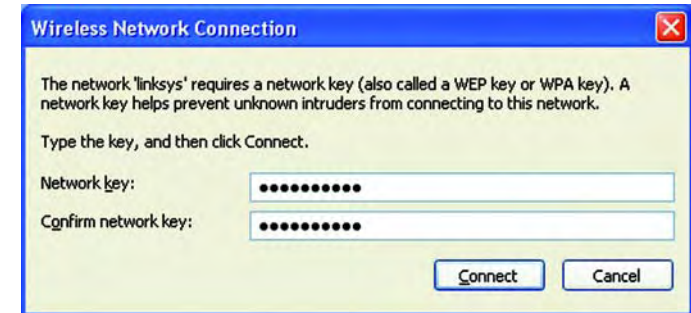 Wireless Network Connection
The network 'linksys' requires a network key (also called a WEP key or WPA key). A
network key helps prevent unknown intruders from connecting to this network.
Type the key, and then click Connect.
Network key: ●●●●●●●●●●
Confirm network key: ●●●●●●●●●●
Connect Cancel